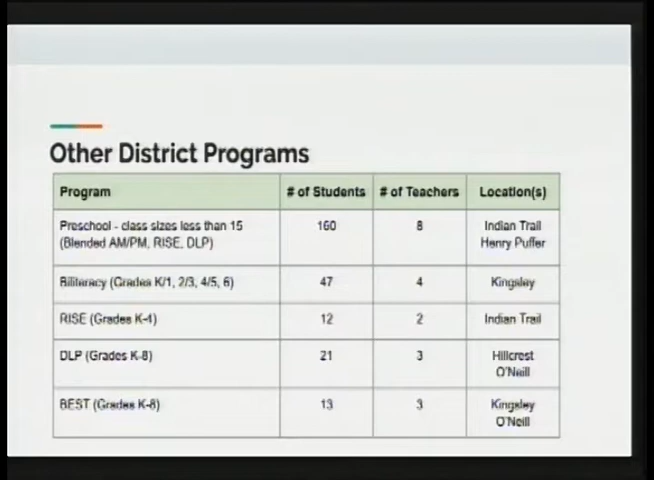 Other District Programs
Program # of Students # of Teachers Location(s)
Preschool - class sizes less than 15 160 8 Indian Trail
(Blended AM/PM, RISE, DLP) Henry Puffer
Biliteracy (Grades K/1, 2/3, 4/5, 6) 47 4 Kingsley
RISE (Grades K-4) 12 2 Indian Trail
DLP (Grades K-8) 21 3 Hillcrest
O'Neill
BEST (Grades K-8) 13 3 Kingsley
O'Neill